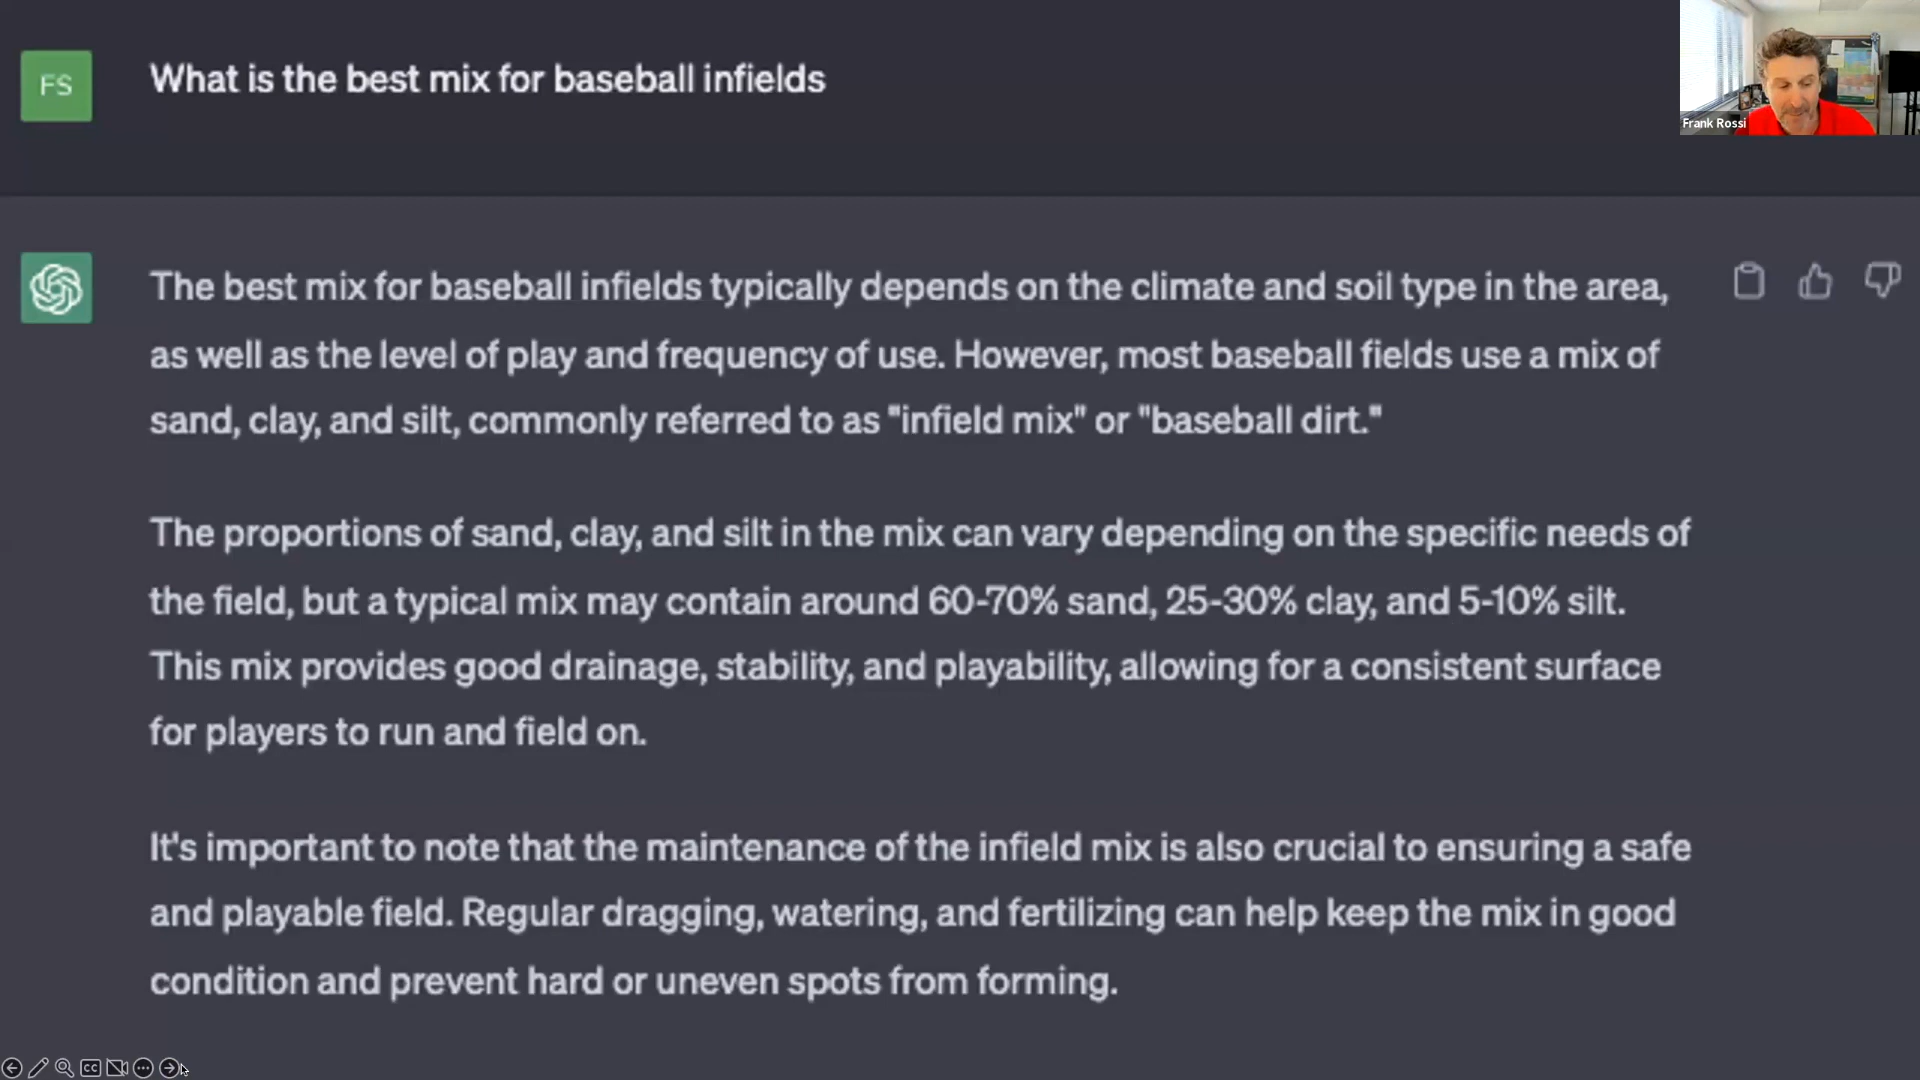 FS
What is the best mix for baseball infields
Frank Rossi
The best mix for baseball infields typically depends on the climate and soil type in the area,
as well as the level of play and frequency of use. However, most baseball fields use a mix of
sand, clay, and silt, commonly referred to as "infield mix" or "baseball dirt."
The proportions of sand, clay, and silt in the mix can vary depending on the specific needs of
the field, but a typical mix may contain around 60-70% sand, 25-30% clay, and 5-10% silt.
This mix provides good drainage, stability, and playability, allowing for a consistent surface
for players to run and field on.
It's important to note that the maintenance of the infield mix is also crucial to ensuring a safe
and playable field. Regular dragging, watering, and fertilizing can help keep the mix in good
condition and prevent hard or uneven spots from forming.
CC